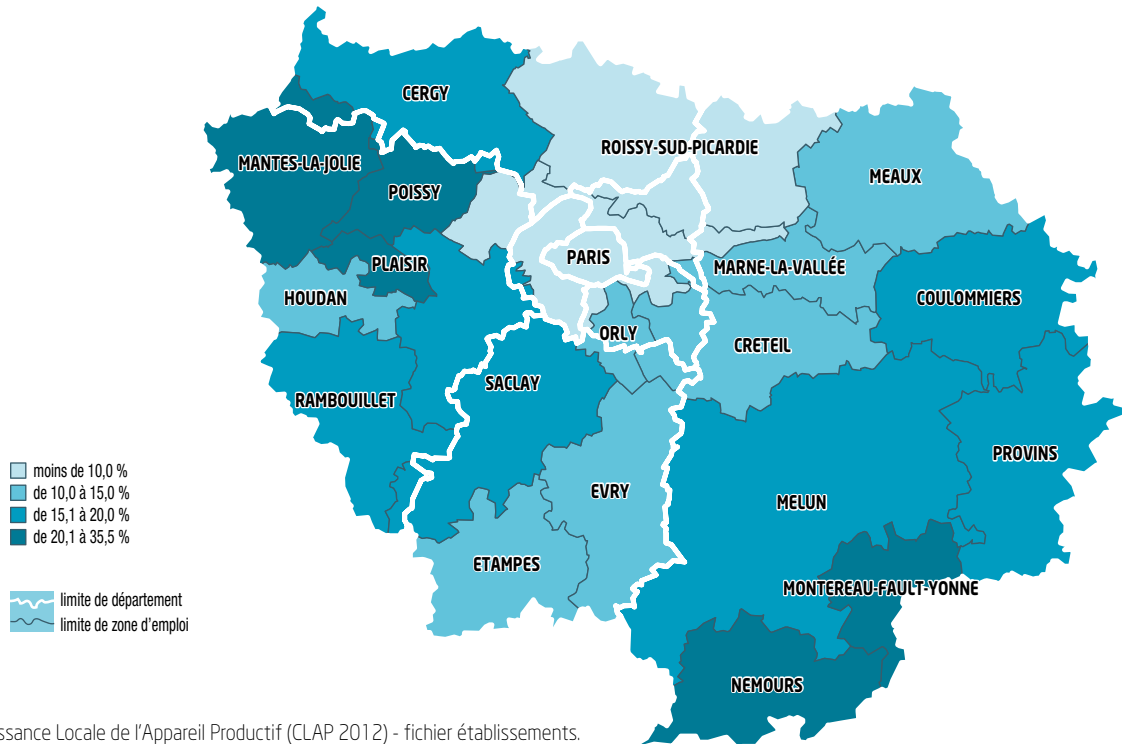 CERGY
ROISSY-SUD-PICARDIE
MANTES-LA-JOLIE
POISSY
MEAUX
PARIS
PLAISIR
MARNE-LA-VALLÉE
HOUDAN
COULOMMIERS
ORLY
CRETEIL
SACLAY
RAMBOUILLET
PROVINS
EVRY
MELUN
ETAMPES
MONTEREAU-FAULT-YONNE
NEMOURS
moins de 10,0 %
de 10,0 à 15,0 %
de 15,1 à 20,0 %
de 20,1 à 35,5 %
limite de département
limite de zone d'emploi
ssance Locale de l'Appareil Productif (CLAP 2012) - fichier établissements.